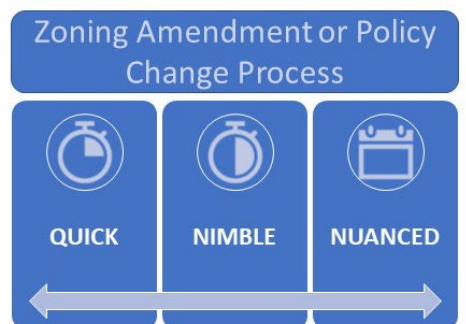 Zoning Amendment or Policy
Change Process
QUICK
NIMBLE
NUANCED